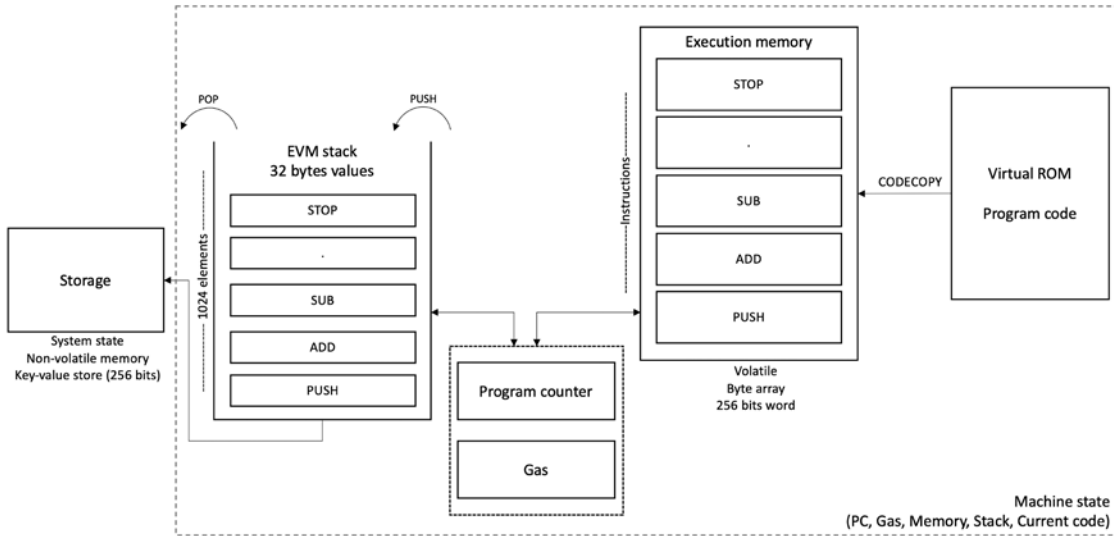 Storage
System state
Non-volatile memory
Key-value store (256 bits)
POP
PUSH
EVM stack
32 bytes values
1024 elements
STOP
.
SUB
ADD
PUSH
Program counter
Gas
Execution memory
Instructions
STOP
.
SUB
ADD
PUSH
Volatile
Byte array
256 bits word
CODECOPY
Virtual ROM
Program code
Machine state
(PC, Gas, Memory, Stack, Current code)